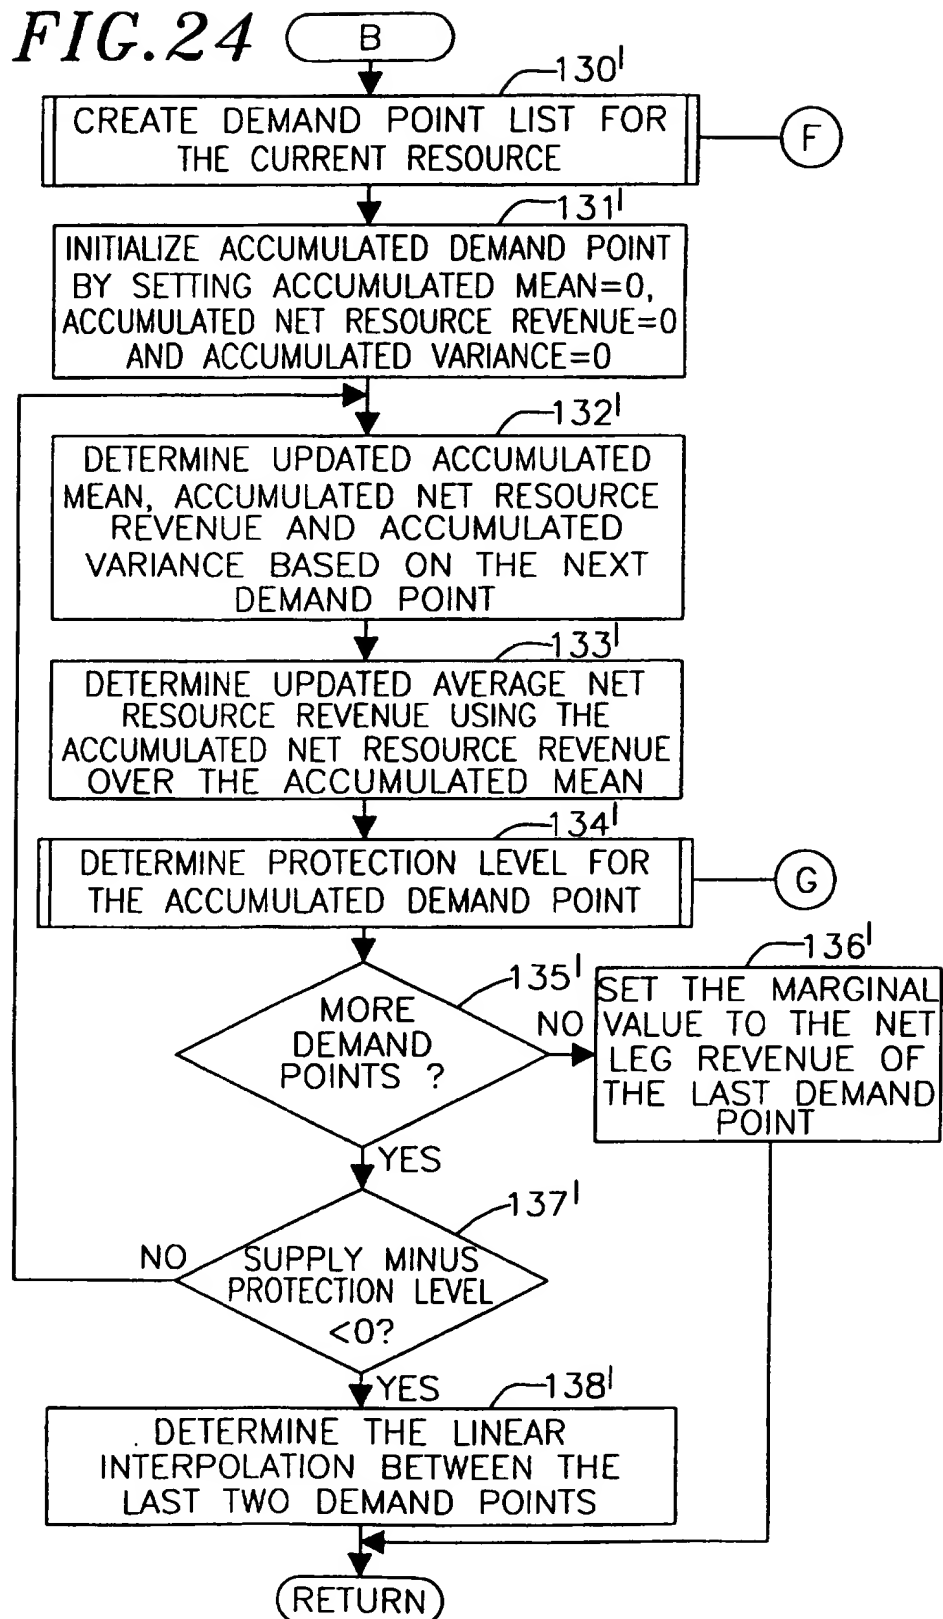 FIG.24
B
130'
CREATE DEMAND POINT LIST FOR
THE CURRENT RESOURCE
F
131'
INITIALIZE ACCUMULATED DEMAND POINT
BY SETTING ACCUMULATED MEAN=0,
ACCUMULATED NET RESOURCE REVENUE=0
AND ACCUMULATED VARIANCE=0
132'
DETERMINE UPDATED ACCUMULATED
MEAN, ACCUMULATED NET RESOURCE
REVENUE AND ACCUMULATED
VARIANCE BASED ON THE NEXT
DEMAND POINT
133'
DETERMINE UPDATED AVERAGE NET
RESOURCE REVENUE USING THE
ACCUMULATED NET RESOURCE REVENUE
OVER THE ACCUMULATED MEAN
134'
DETERMINE PROTECTION LEVEL FOR
THE ACCUMULATED DEMAND POINT
G
135'
MORE
DEMAND
POINTS ?
NO
136'
SET THE MARGINAL
VALUE TO THE NET
LEG REVENUE OF
THE LAST DEMAND
POINT
YES
137'
SUPPLY MINUS
PROTECTION LEVEL
<0?
NO
YES
138'
DETERMINE THE LINEAR
INTERPOLATION BETWEEN THE
LAST TWO DEMAND POINTS
RETURN